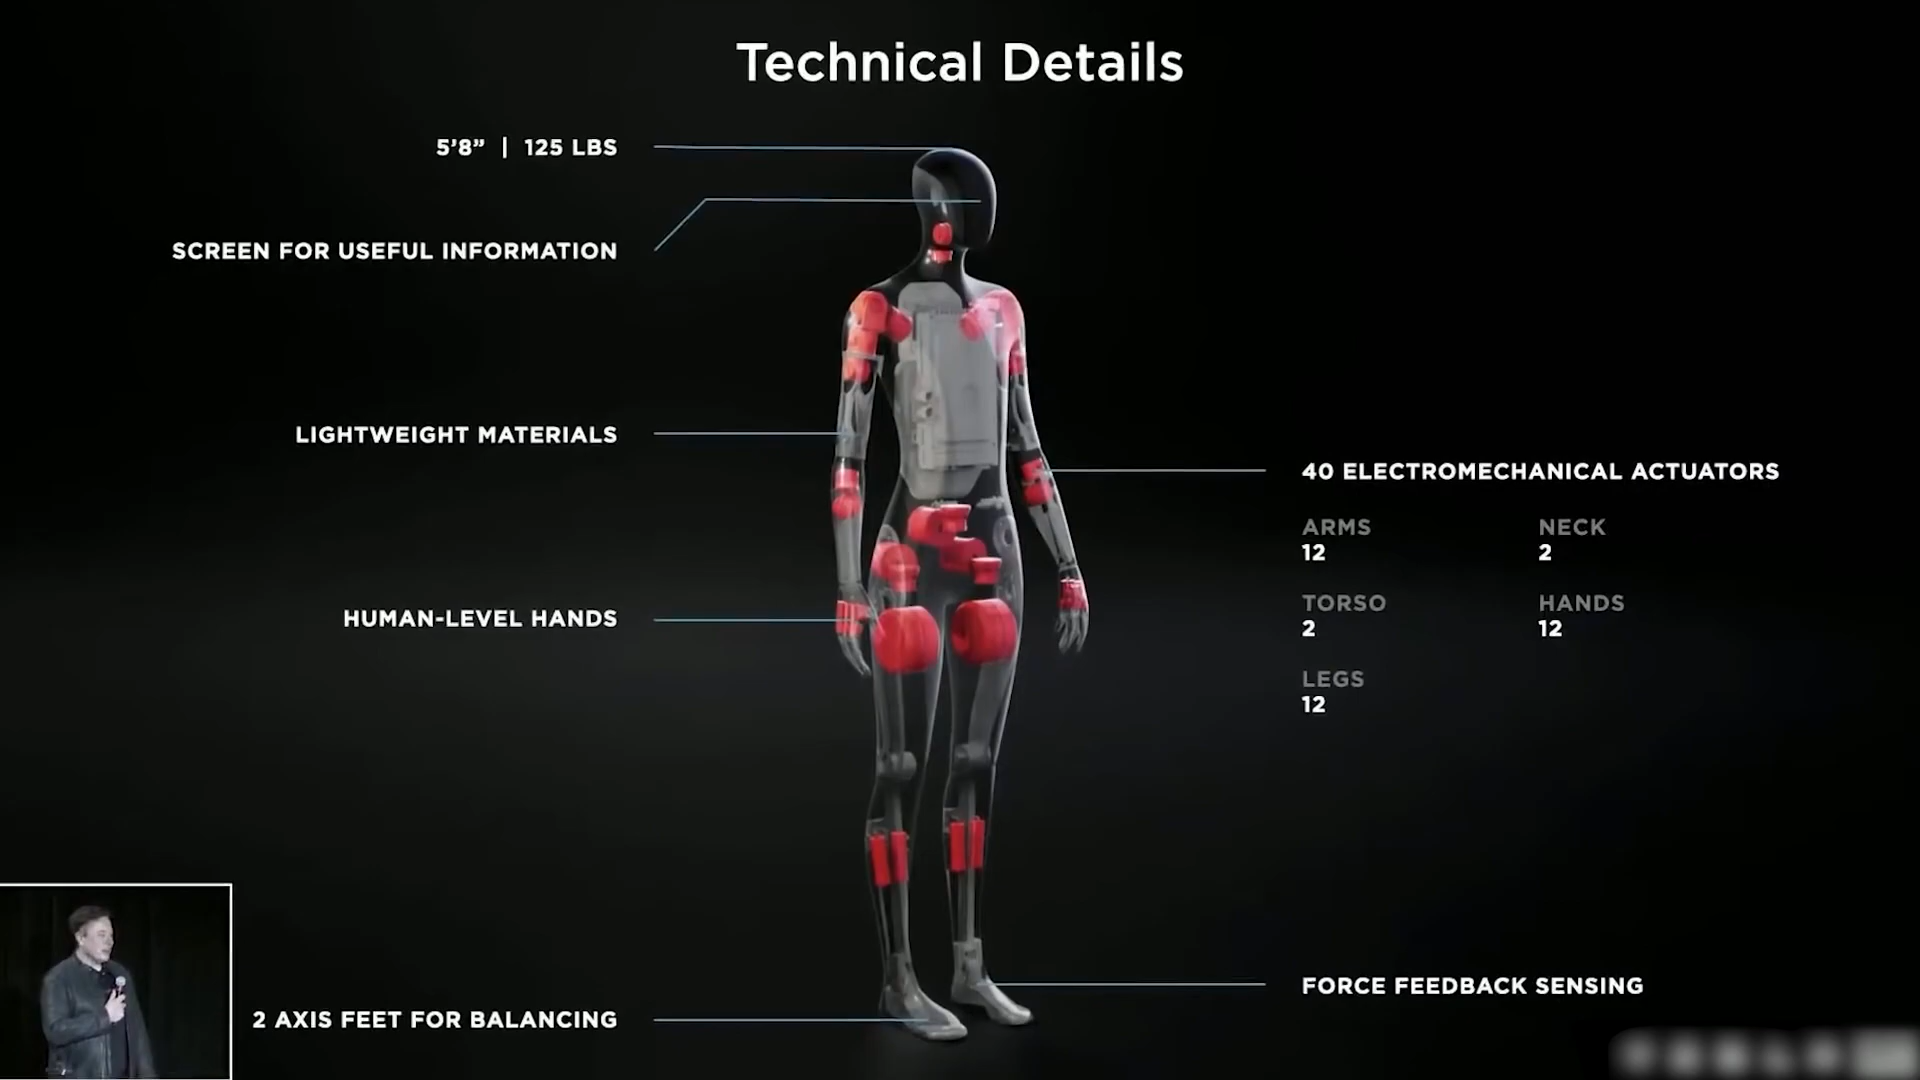 Technical Details
5’8” | 125 LBS
SCREEN FOR USEFUL INFORMATION
LIGHTWEIGHT MATERIALS
HUMAN-LEVEL HANDS
2 AXIS FEET FOR BALANCING
40 ELECTROMECHANICAL ACTUATORS
ARMS NECK
12 2
TORSO HANDS
2 12
LEGS
12
FORCE FEEDBACK SENSING